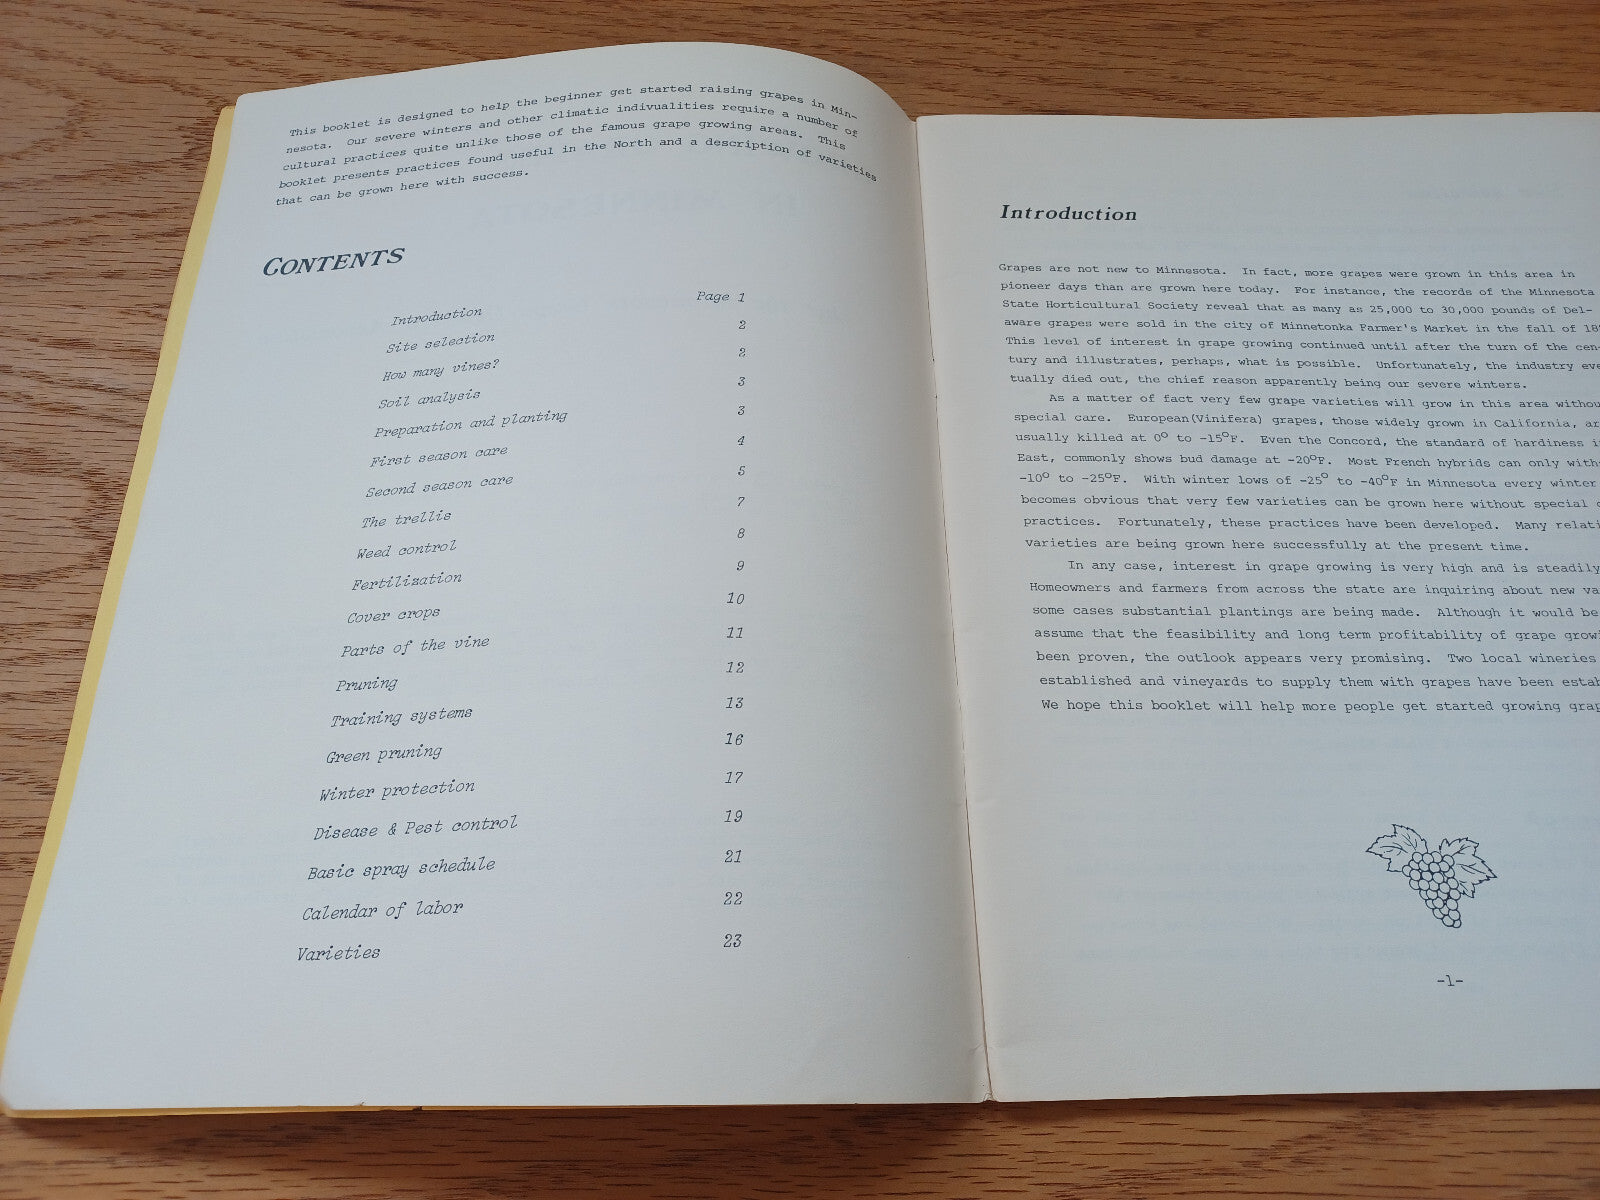 This booklet is designed to help the beginner get started raising grapes in Min-
nesota. Our severe winters and other climatic indivualities require a number of
cultural practices quite unlike those of the famous grape growing areas. This
booklet presents practices found useful in the North and a description of varieties
that can be grown here with success.
CONTENTS
Introduction Page 1
Site selection 2
How many vines? 2
Soil analysis 3
Preparation and planting 3
First season care 4
Second season care 5
The trellis 7
Weed control 8
Fertilization 9
Cover crops 10
Parts of the vine 11
Pruning 12
Training systems 13
Green pruning 16
Winter protection 17
Disease & Pest control 19
Basic spray schedule 21
Calendar of labor 22
Varieties 23
Introduction
Grapes are not new to Minnesota. In fact, more grapes were grown in this area in
pioneer days than are grown here today. For instance, the records of the Minnesota
State Horticultural Society reveal that as many as 25,000 to 30,000 pounds of Del-
aware grapes were sold in the city of Minnetonka Farmer's Market in the fall of
This level of interest in grape growing continued until after the turn of the cen-
tury and illustrates, perhaps, what is possible. Unfortunately, the industry
tually died out, the chief reason apparently being our severe winters.
As a matter of fact very few grape varieties will grow in this area
special care. European(Vinifera) grapes, those widely grown in California,
usually killed at 0° to -15°F. Even the Concord, the standard of hardiness
East, commonly shows bud damage at -20°F. Most French hybrids can only
-10° to -25°F. With winter lows of -25° to -40°F in Minnesota every winter
becomes obvious that very few varieties can be grown here without special
practices. Fortunately, these practices have been developed. Many
varieties are being grown here successfully at the present time.
In any case, interest in grape growing is very high and is steadily
Homeowners and farmers from across the state are inquiring about new
some cases substantial plantings are being made. Although it would be
assume that the feasibility and long term profitability of grape
been proven, the outlook appears very promising. Two local wineries
established and vineyards to supply them with grapes have been
We hope this booklet will help more people get started growing
-1-